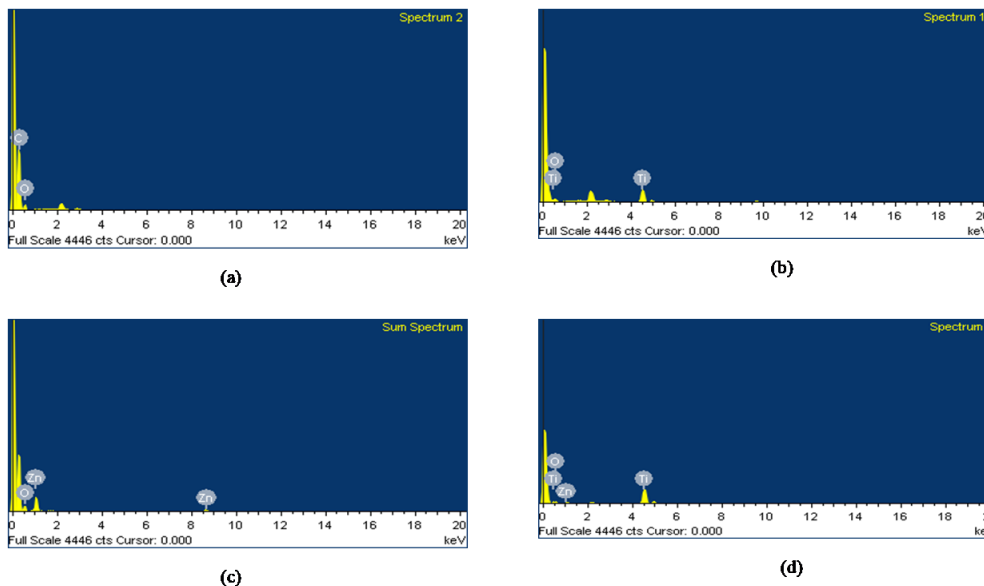 Spectrum 2
C
O
0 2 4 6 8 10 12 14 16 18 20
Full Scale 4446 cts Cursor: 0.000 keV
(a)
Spectrum 1
O
Ti Ti
0 2 4 6 8 10 12 14 16 18 20
Full Scale 4446 cts Cursor: 0.000 keV
(b)
Sum Spectrum
Zn
O Zn
0 2 4 6 8 10 12 14 16 18 20
Full Scale 4446 cts Cursor: 0.000 keV
(c)
Spectrum
O
Ti Ti
Zn
0 2 4 6 8 10 12 14 16 18
Full Scale 4446 cts Cursor: 0.000 keV
(d)